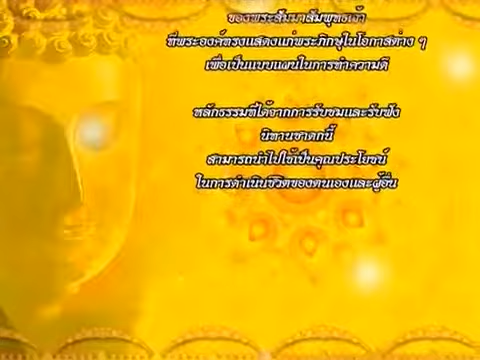 ของพระสัมมาสัมพุทธเจ้า
ที่พระองค์ทรงแสดงแก่พระภิกษุในโอกาสต่าง ๆ
เพื่อเป็นแบบแผนในการทำความดี
หลักธรรมที่ได้จากการรับชมและรับฟัง
นิทานชาดกนี้
สามารถนำไปใช้เป็นคุณประโยชน์
ในการดำเนินชีวิตของตนเองและผู้อื่น